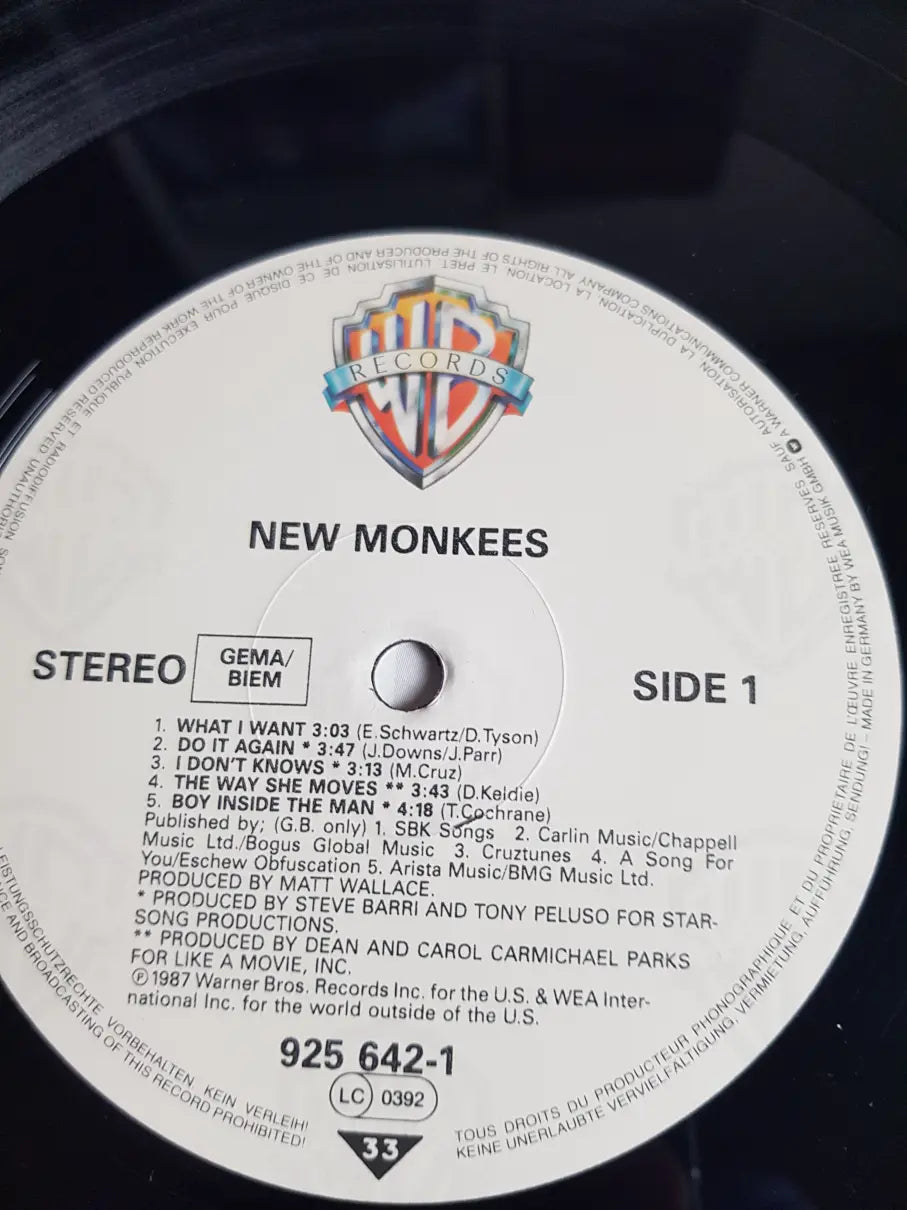 WB
RECORDS
NEW MONKEES
STEREO
GEMA/
BIEM
SIDE 1
1. WHAT I WANT 3:03 (E.Schwartz/D.Tyson)
2. DO IT AGAIN * 3:47 (J.Downs/J.Parr)
3. I DON'T KNOWS * 3:13 (M.Cruz)
4. THE WAY SHE MOVES ** 3:43 (D.Keldie)
5. BOY INSIDE THE MAN * 4:18 (T.Cochrane)
Published by; (G.B. only) 1. SBK Songs 2. Carlin Music/Chappell
Music Ltd./Bogus Global Music 3. Cruztunes 4. A Song For
You/Eschew Obfuscation 5. Arista Music/BMG Music Ltd.
PRODUCED BY MATT WALLACE.
* PRODUCED BY STEVE BARRI AND TONY PELUSO FOR STAR-
SONG PRODUCTIONS.
** PRODUCED BY DEAN AND CAROL CARMICHAEL PARKS
FOR LIKE A MOVIE, INC.
℗1987 Warner Bros. Records Inc. for the U.S. & WEA Inter-
national Inc. for the world outside of the U.S.
925 642-1
LC 0392
33
TOUS DROITS DU PRODUCTEUR PHONOGRAPHIQUE ET DU PROPRIETAIRE DE L'ŒUVRE ENREGISTREE RESERVES SAUF AUTORISATION, LA DUPLICATION, LA LOCATION, LE PRET, L'UTILISATION DE CE DISQUE POUR EXECUTION PUBLIQUE ET RADIODIFFUSION SON
KEINE UNERLAUBTE VERVIELFÄLTIGUNG, VERMIETUNG, AUFFÜHRUNG, SENDUNG! – MADE IN GERMANY BY WEA MUSIK GMBH A WARNER COMMUNICATIONS COMPANY ALL RIGHTS OF THE PRODUCER AND OF THE OWNER OF THE WORK REPRODUCED RESERVED
LEISTUNGSSCHUTZRECHTE VORBEHALTEN KEIN VERLEIH!
AND BROADCASTING OF THIS RECORD PROHIBITED!